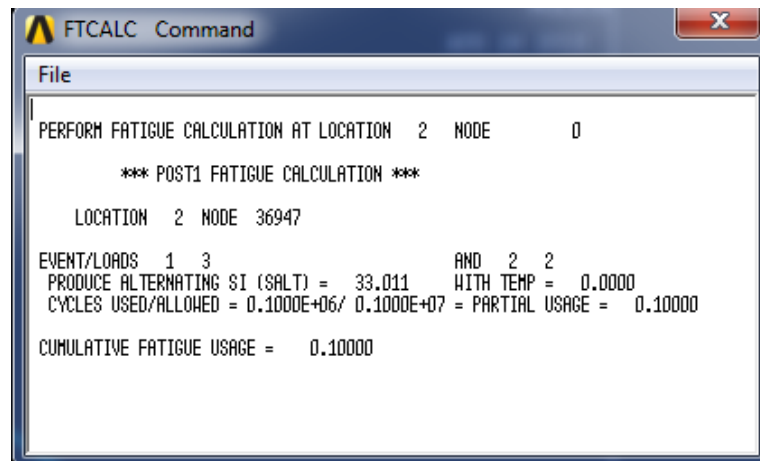 FTCALC Command
File
PERFORM FATIGUE CALCULATION AT LOCATION 2 NODE 0
*** POST1 FATIGUE CALCULATION ***
LOCATION 2 NODE 36947
EVENT/LOADS 1 3 AND 2 2
PRODUCE ALTERNATING SI (SALT) = 33.011 WITH TEMP = 0.0000
CYCLES USED/ALLOWED = 0.1000E+06/ 0.1000E+07 = PARTIAL USAGE = 0.10000
CUMULATIVE FATIGUE USAGE = 0.10000